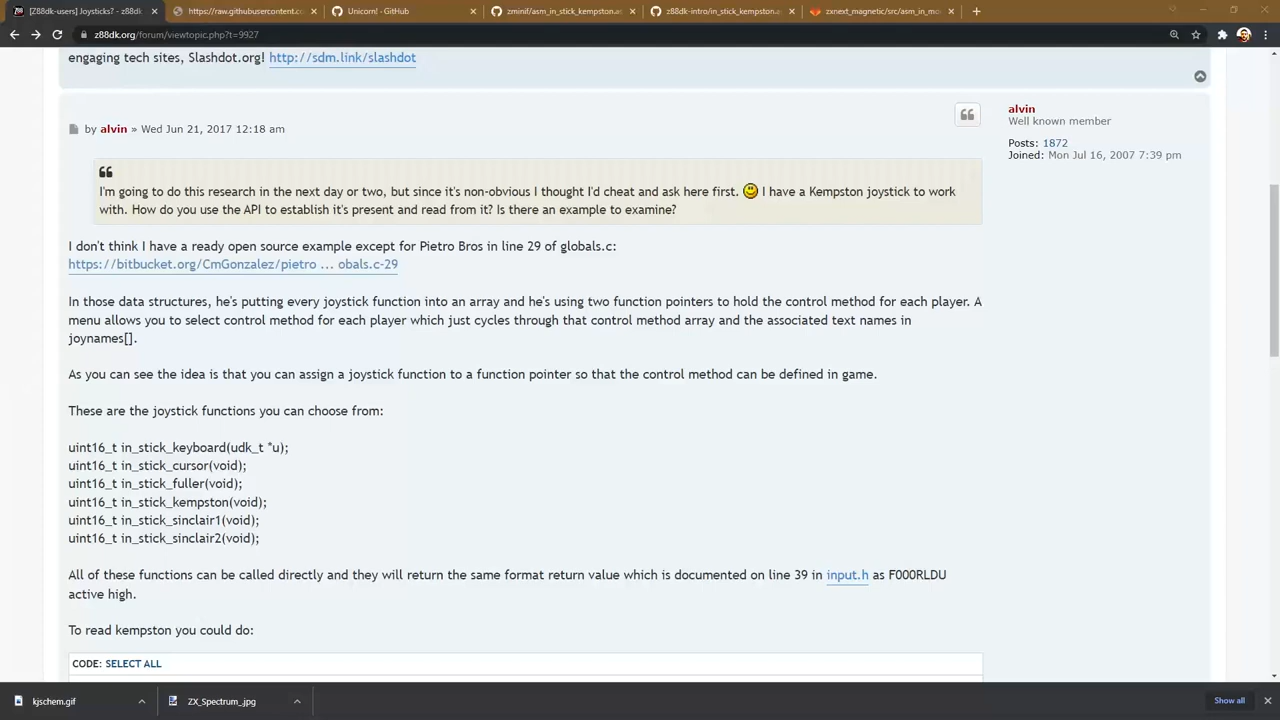 [Z88dk-users] Joysticks? - z88dk
https://raw.githubusercontent.co
Unicorn! · GitHub
zminif/asm_in_stick_kempston.an
z88dk-intro/in_stick_kempston.w
zxnext_magnetic/src/asm_in_mo
z88dk.org/forum/viewtopic.php?t=9927
engaging tech sites, Slashdot.org! http://sdm.link/slashdot
by alvin » Wed Jun 21, 2017 12:18 am
alvin
Well known member
Posts: 1872
Joined: Mon Jul 16, 2007 7:39 pm
I'm going to do this research in the next day or two, but since it's non-obvious I thought I'd cheat and ask here first. I have a Kempston joystick to work
with. How do you use the API to establish it's present and read from it? Is there an example to examine?
I don't think I have a ready open source example except for Pietro Bros in line 29 of globals.c:
https://bitbucket.org/CmGonzalez/pietro ... obals.c-29
In those data structures, he's putting every joystick function into an array and he's using two function pointers to hold the control method for each player. A
menu allows you to select control method for each player which just cycles through that control method array and the associated text names in
joynames[].
As you can see the idea is that you can assign a joystick function to a function pointer so that the control method can be defined in game.
These are the joystick functions you can choose from:
uint16_t in_stick_keyboard(udk_t *u);
uint16_t in_stick_cursor(void);
uint16_t in_stick_fuller(void);
uint16_t in_stick_kempston(void);
uint16_t in_stick_sinclair1(void);
uint16_t in_stick_sinclair2(void);
All of these functions can be called directly and they will return the same format return value which is documented on line 39 in input.h as F000RLDU
active high.
To read kempston you could do:
CODE: SELECT ALL
kjschem.gif
ZX_Spectrum_.jpg
Show all